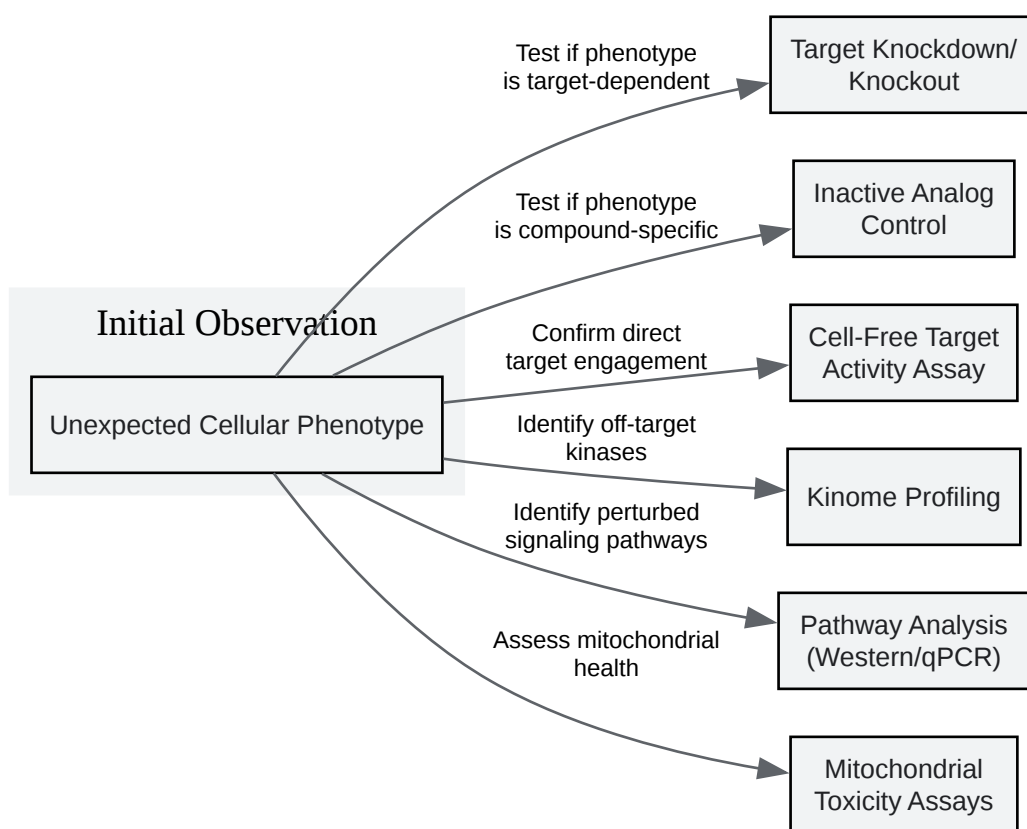 Test if phenotype
is target-dependent
Target Knockdown/
Knockout
Test if phenotype
is compound-specific
Inactive Analog
Control
Initial Observation
Unexpected Cellular Phenotype
Confirm direct
target engagement
Cell-Free Target
Activity Assay
Identify off-target
kinases
Kinome Profiling
Identify perturbed
signaling pathways
Pathway Analysis
(Western/qPCR)
Assess mitochondrial
health
Mitochondrial
Toxicity Assays